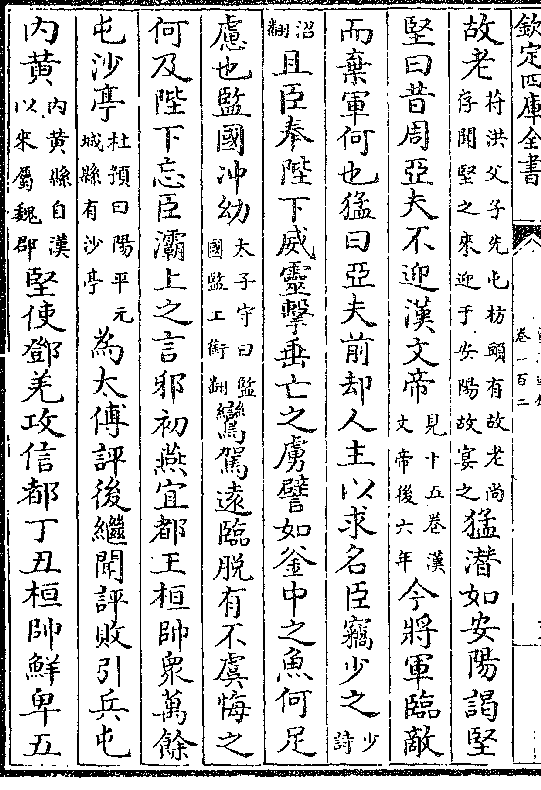 欽定四庫全書
卷一百二
故老苻洪父子先屯枋頭有故老尚存聞堅之來迎于安陽故宴之猛潜如安陽謁堅
堅曰昔周亞夫不迎漢文帝見十五卷漢文帝後六年今將軍臨敵
而棄軍何也猛曰亞夫前却人主以求名臣竊少之少詩
沼翻且臣奉陛下威靈擊垂亡之虜譬如釜中之魚何足
慮也監國冲幼太子守曰監國監工銜翻鸞駕遠臨脱有不虞悔之
何及陛下忘臣灞上之言邪初燕宜都王桓帥衆萬餘
屯沙亭杜預曰陽平元城縣有沙亭為太傅評後繼聞評敗引兵屯
内黄内黄縣自漢以來屬魏郡堅使鄧羌攻信都丁丑桓帥鮮卑五